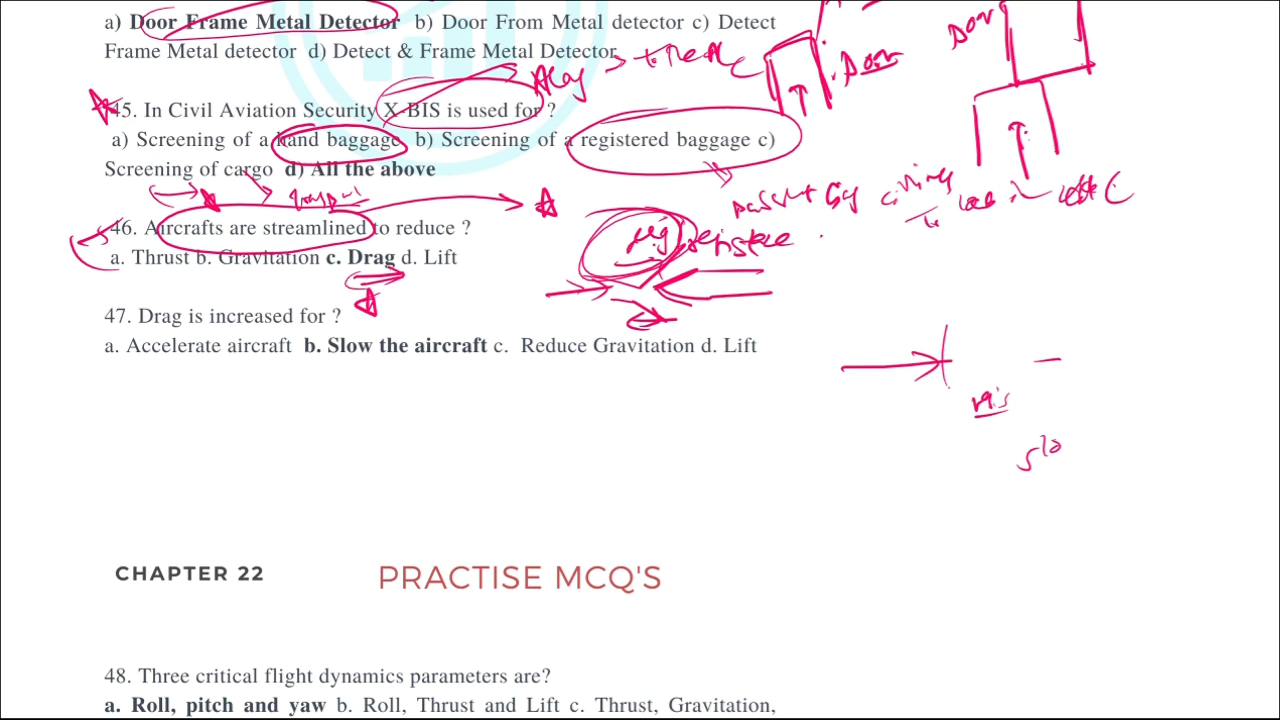 a) Door Frame Metal Detector b) Door From Metal detector c) Detect
Frame Metal detector d) Detect & Frame Metal Detector
Door
Door
45. In Civil Aviation Security X-BIS is used for ?
a) Screening of a hand baggage b) Screening of a registered baggage c)
Screening of cargo d) All the above
46. Aircrafts are streamlined to reduce ?
a. Thrust b. Gravitation c. Drag d. Lift
47. Drag is increased for ?
a. Accelerate aircraft b. Slow the aircraft c. Reduce Gravitation d. Lift
slo
CHAPTER 22
PRACTISE MCQ'S
48. Three critical flight dynamics parameters are?
a. Roll, pitch and yaw b. Roll, Thrust and Lift c. Thrust, Gravitation,